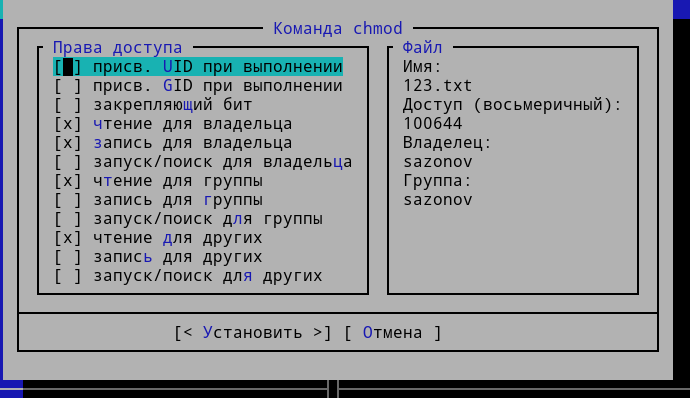 Команда chmod
Права доступа
[ ] присв. UID при выполнении
[ ] присв. GID при выполнении
[ ] закрепляющий бит
[x] чтение для владельца
[x] запись для владельца
[ ] запуск/поиск для владельца
[x] чтение для группы
[ ] запись для группы
[ ] запуск/поиск для группы
[x] чтение для других
[ ] запись для других
[ ] запуск/поиск для других
Файл
Имя:
123.txt
Доступ (восьмеричный):
100644
Владелец:
sazonov
Группа:
sazonov
[< Установить >] [ Отмена ]